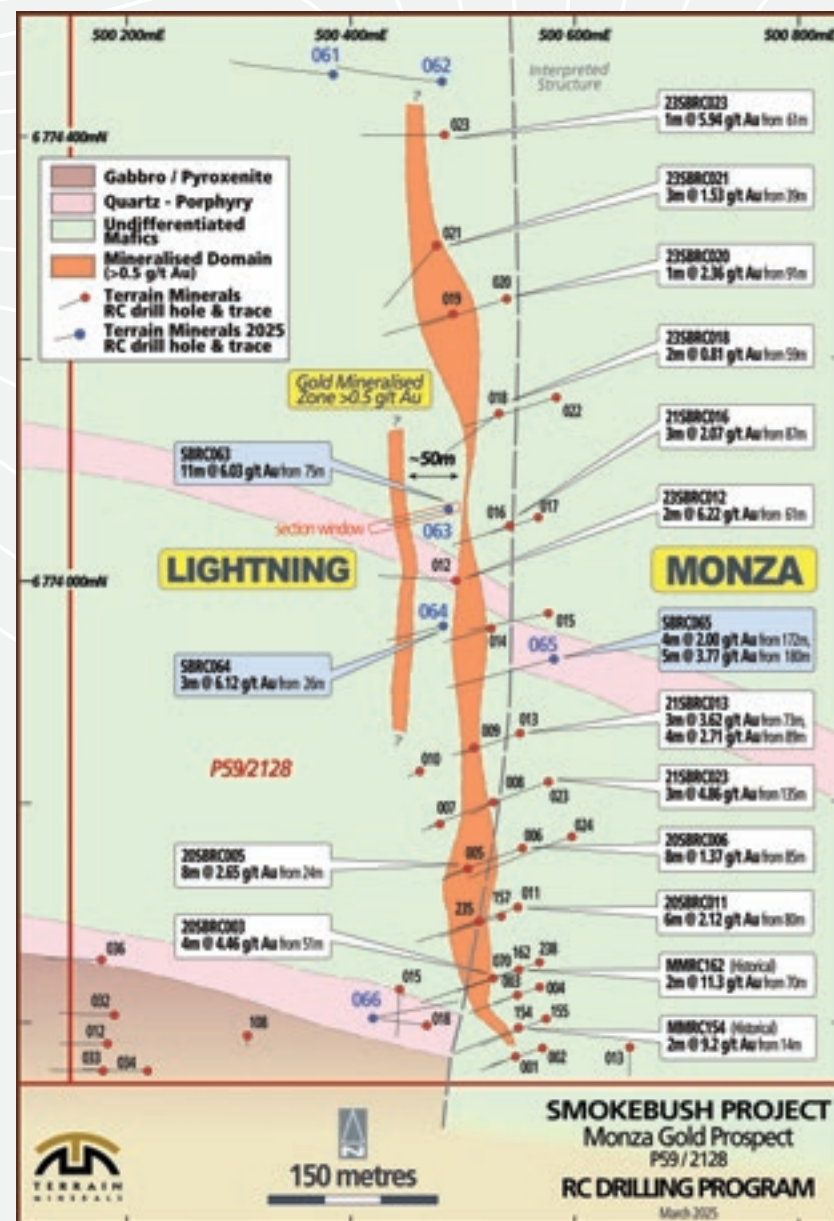 500 200mE
500 400mE
500 600mE
500 800mE
061
062
Interpreted
Structure
?
023
23SBRC023
1m @ 5.94 g/t Au from 61m
6 774 400mN
Gabbro / Pyroxenite
Quartz - Porphyry
Undifferentiated
Mafics
Mineralised Domain
(>0.5 g/t Au)
Terrain Minerals
RC drill hole & trace
Terrain Minerals 2025
RC drill hole & trace
23SBRC021
3m @ 1.53 g/t Au from 39m
021
23SBRC020
1m @ 2.36 g/t Au from 91m
020
019
23SBRC018
2m @ 0.81 g/t Au from 59m
Gold Mineralised
Zone >0.5 g/t Au
018
022
?
21SBRC016
3m @ 2.07 g/t Au from 87m
SBRC063
11m @ 6.03 g/t Au from 75m
~50m
23SBRC012
2m @ 6.22 g/t Au from 61m
016
017
section window
063
LIGHTNING
MONZA
012
6 774 000mN
064
015
014
065
SBRC065
4m @ 2.00 g/t Au from 172m,
5m @ 3.77 g/t Au from 180m
SBRC064
3m @ 6.12 g/t Au from 26m
?
21SBRC013
3m @ 3.62 g/t Au from 73m,
4m @ 2.71 g/t Au from 89m
013
009
010
P59/2128
21SBRC023
3m @ 4.86 g/t Au from 135m
008
023
007
006
024
20SBRC006
8m @ 1.37 g/t Au from 85m
20SBRC005
8m @ 2.65 g/t Au from 24m
005
20SBRC011
6m @ 2.12 g/t Au from 80m
157
011
235
20SBRC003
4m @ 4.46 g/t Au from 51m
036
070
162
238
MMRC162 (Historical)
2m @ 11.3 g/t Au from 70m
003
004
015
066
018
154
155
MMRC154 (Historical)
2m @ 9.2 g/t Au from 14m
032
012
108
033
034
001
002
013
TERRAIN
MINERALS
N
150 metres
SMOKEBUSH PROJECT
Monza Gold Prospect
P59 / 2128
RC DRILLING PROGRAM
March 2025